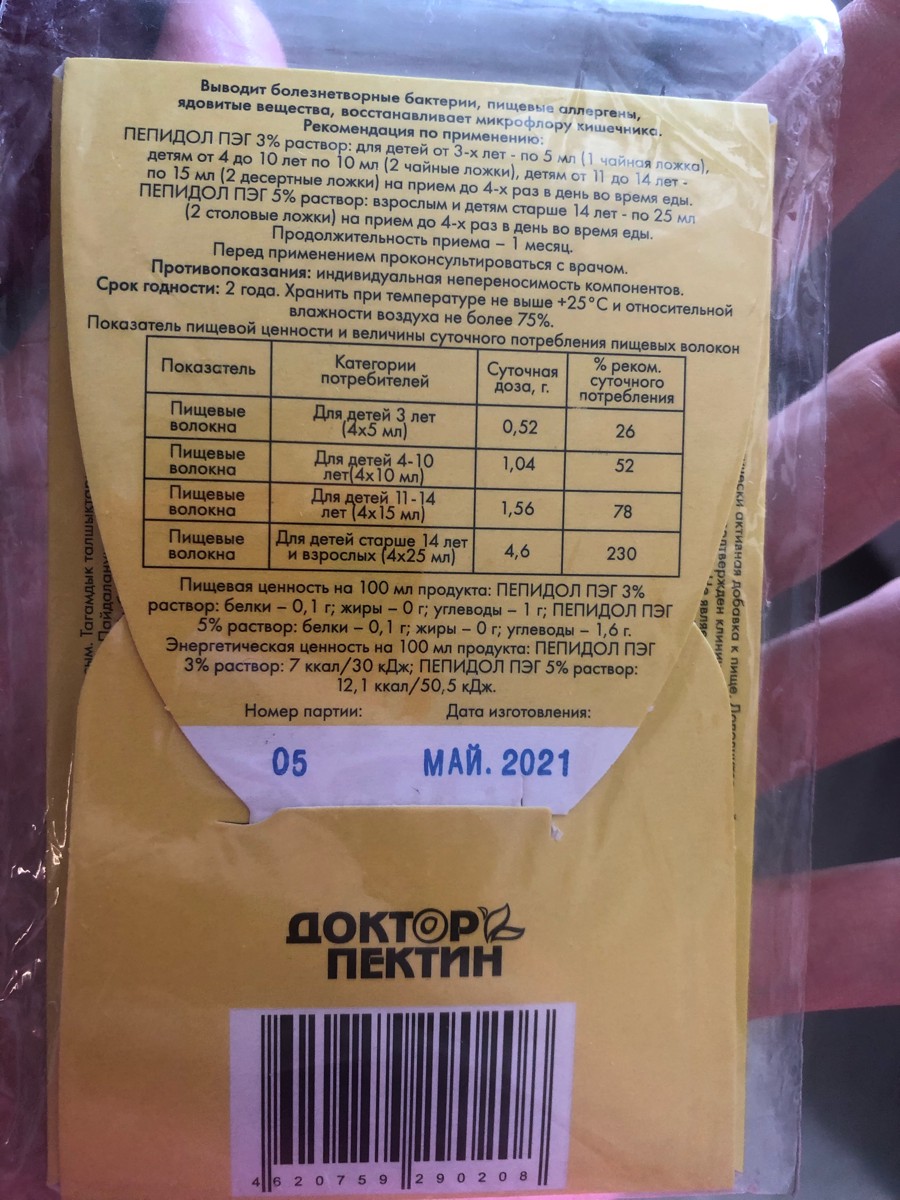 Выводит болезнетворные бактерии, пищевые аллергены,
ядовитые вещества, восстанавливает микрофлору кишечника.
Рекомендация по применению:
ПЕПИДОЛ ПЭГ 3% раствор: для детей от 3-х лет - по 5 мл (1 чайная ложка),
детям от 4 до 10 лет по 10 мл (2 чайные ложки), детям от 11 до 14 лет -
по 15 мл (2 десертные ложки) на прием до 4-х раз в день во время еды.
ПЕПИДОЛ ПЭГ 5% раствор: взрослым и детям старше 14 лет - по 25 мл
(2 столовые ложки) на прием до 4-х раз в день во время еды.
Продолжительность приема – 1 месяц.
Перед применением проконсультироваться с врачом.
Противопоказания: индивидуальная непереносимость компонентов.
Срок годности: 2 года. Хранить при температуре не выше +25°С и относительной
влажности воздуха не более 75%.
Показатель пищевой ценности и величины суточного потребления пищевых волокон
Показатель Категории потребителей Суточная доза, г. % реком. суточного потребления
Пищевые волокна Для детей 3 лет (4х5 мл) 0,52 26
Пищевые волокна Для детей 4-10 лет(4х10 мл) 1,04 52
Пищевые волокна Для детей 11-14 лет (4х15 мл) 1,56 78
Пищевые волокна Для детей старше 14 лет и взрослых (4х25 мл) 4,6 230
Пищевая ценность на 100 мл продукта: ПЕПИДОЛ ПЭГ 3%
раствор: белки – 0,1 г; жиры – 0 г; углеводы – 1 г; ПЕПИДОЛ ПЭГ
5% раствор: белки – 0,1 г; жиры – 0 г; углеводы – 1,6 г.
Энергетическая ценность на 100 мл продукта: ПЕПИДОЛ ПЭГ
3% раствор: 7 ккал/30 кДж; ПЕПИДОЛ ПЭГ 5% раствор:
12,1 ккал/50,5 кДж.
Номер партии: Дата изготовления:
05 МАЙ. 2021
ДОКТОР
ПЕКТИН
4620759290208
Тагамдык талшыктар
активная добавка к пище.